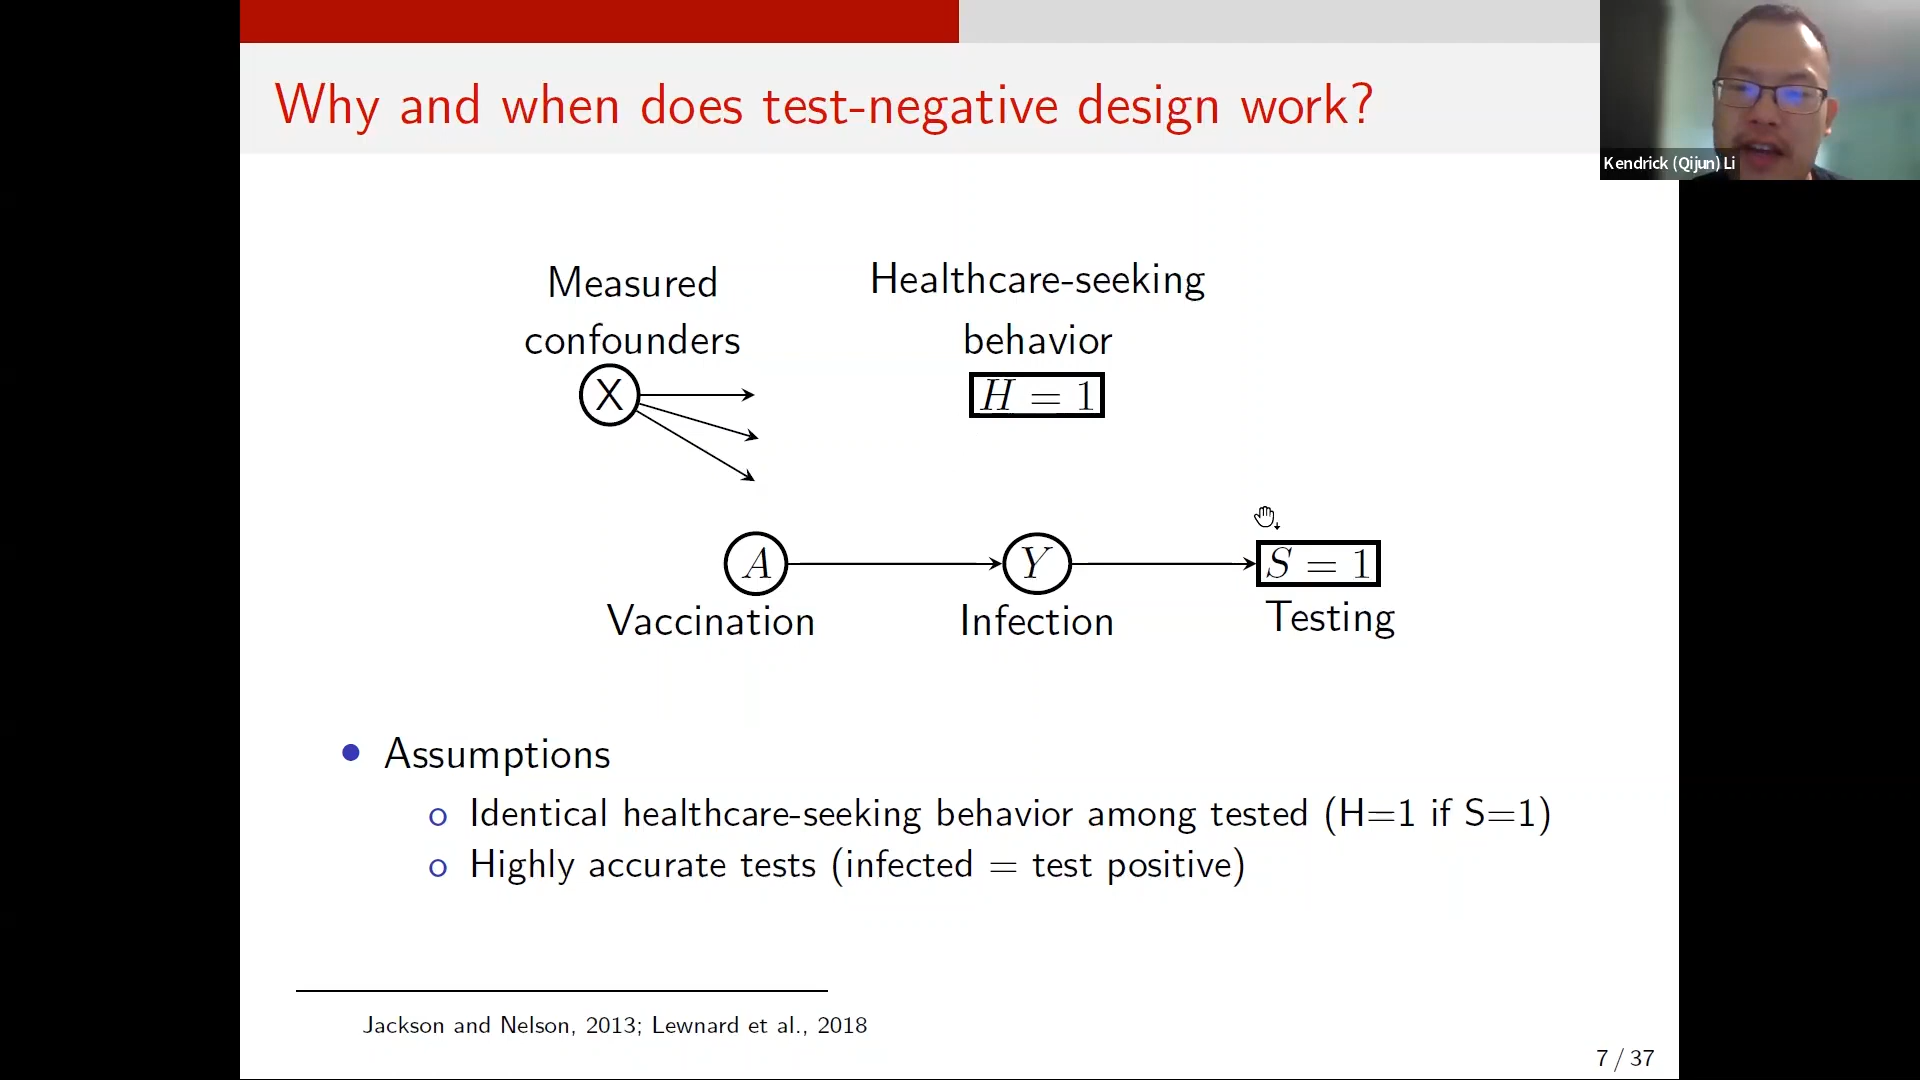 Why and when does test-negative design work?
Kendrick (Qijun) Li
Measured
confounders
Healthcare-seeking
behavior
X
H = 1
A
Y
S = 1
Vaccination
Infection
Testing
Assumptions
Identical healthcare-seeking behavior among tested (H=1 if S=1)
Highly accurate tests (infected = test positive)
Jackson and Nelson, 2013; Lewnard et al., 2018
7 / 37